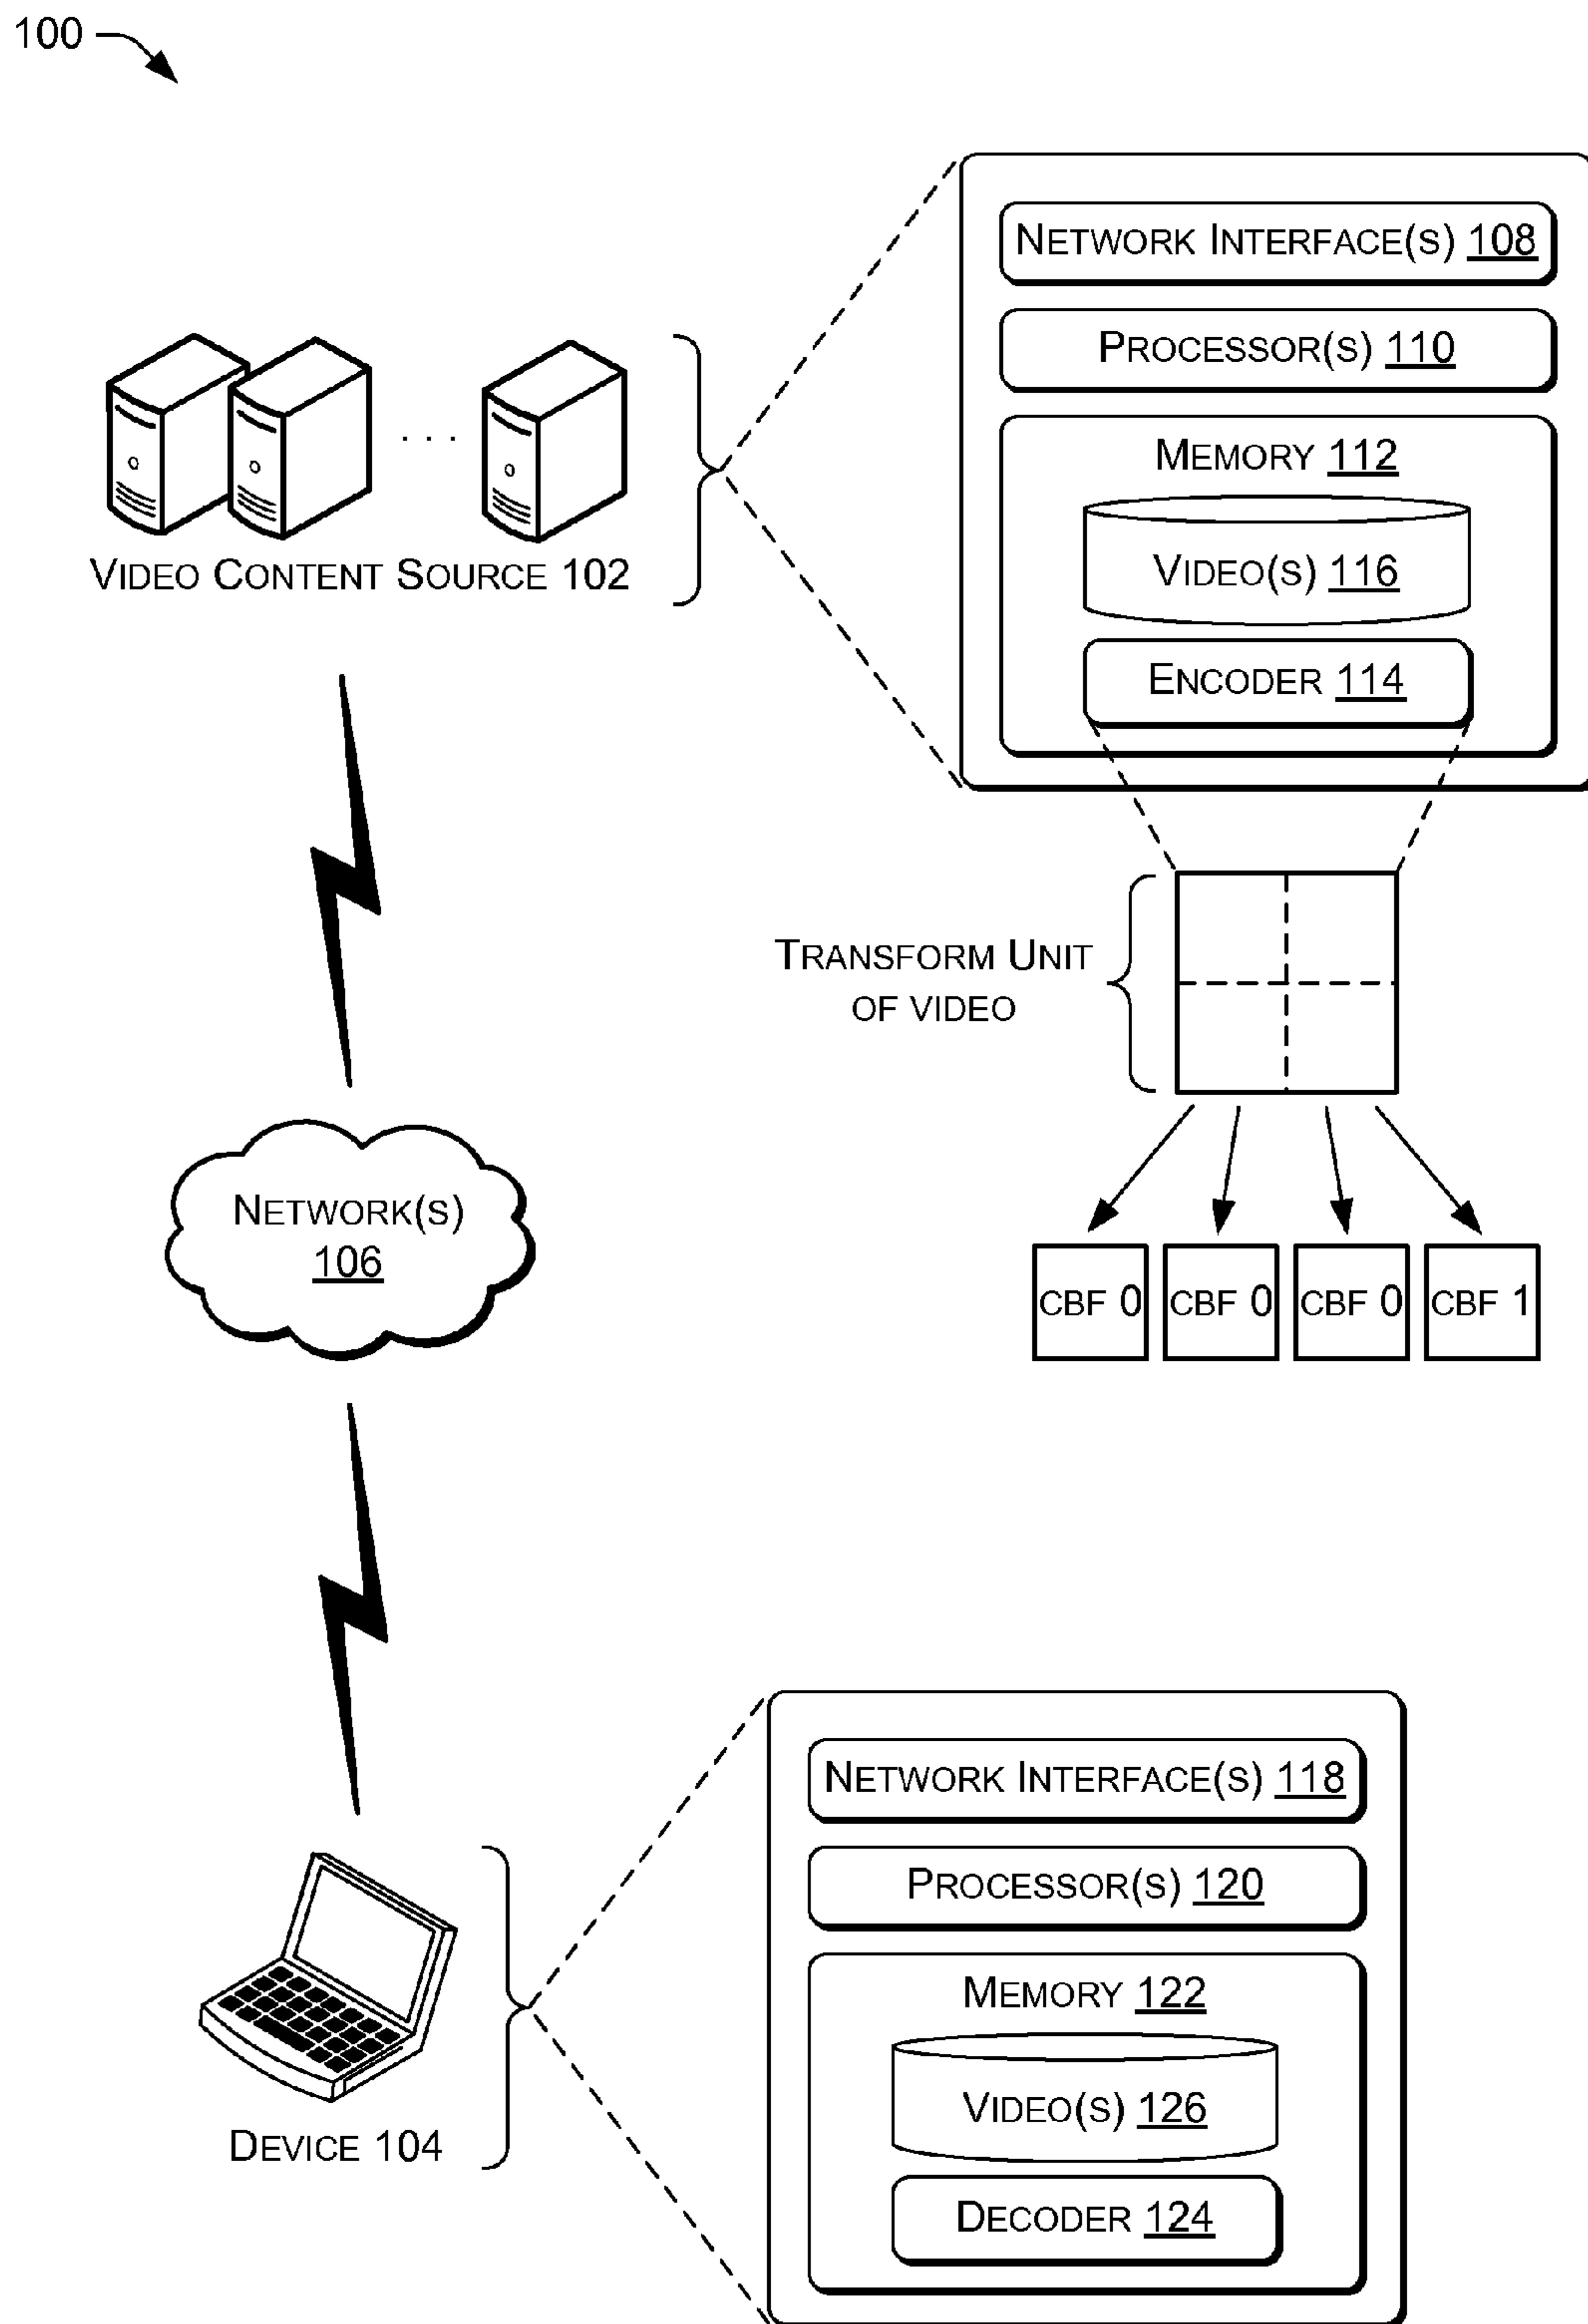 100
NETWORK INTERFACE(S) 108
PROCESSOR(S) 110
MEMORY 112
VIDEO(S) 116
ENCODER 114
VIDEO CONTENT SOURCE 102
TRANSFORM UNIT
OF VIDEO
CBF 0 CBF 0 CBF 0 CBF 1
NETWORK(S)
106
NETWORK INTERFACE(S) 118
PROCESSOR(S) 120
MEMORY 122
VIDEO(S) 126
DECODER 124
DEVICE 104